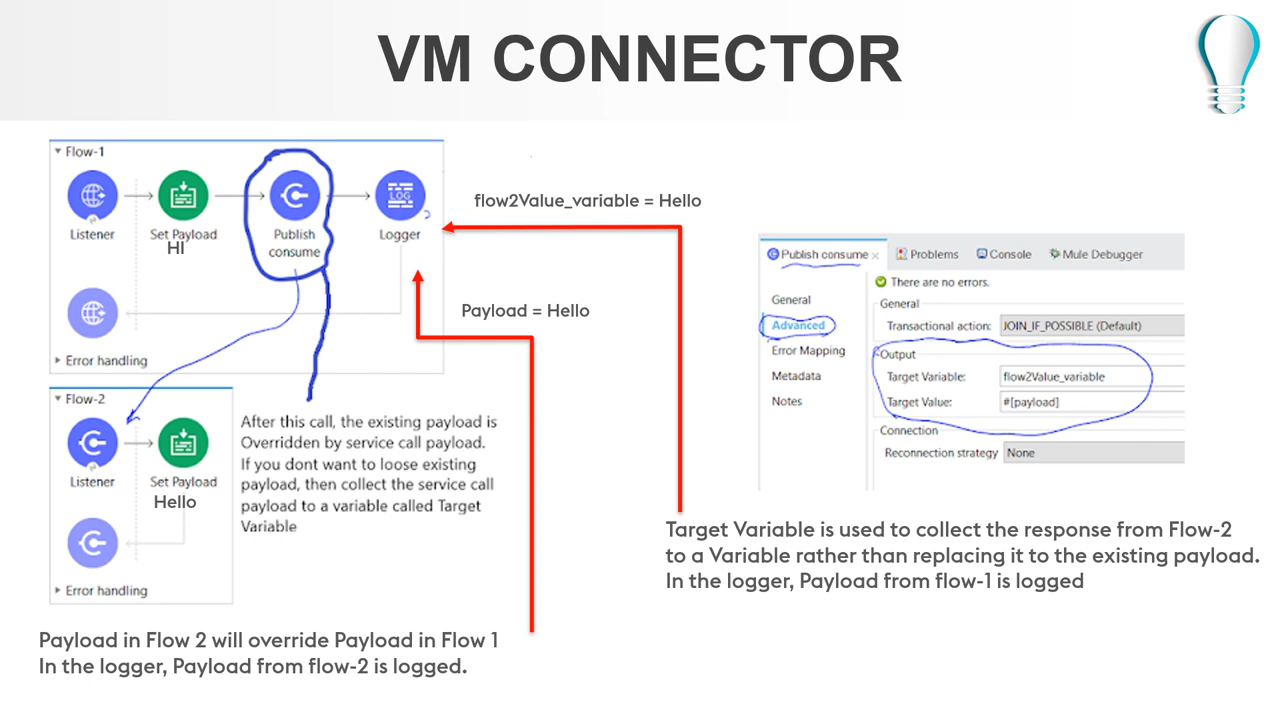 VM CONNECTOR
Flow-1
Listener
Set Payload
HI
Publish
consume
LOG
Logger
Error handling
flow2Value_variable = Hello
Payload = Hello
Flow-2
Listener
Set Payload
Hello
Error handling
After this call, the existing payload is
Overridden by service call payload.
If you dont want to loose existing
payload, then collect the service call
payload to a variable called Target
Variable
Publish consume
Problems
Console
Mule Debugger
General
Advanced
Error Mapping
Metadata
Notes
There are no errors.
General
Transactional action: JOIN_IF_POSSIBLE (Default)
Output
Target Variable: flow2Value_variable
Target Value: #[payload]
Connection
Reconnection strategy None
Target Variable is used to collect the response from Flow-2
to a Variable rather than replacing it to the existing payload.
In the logger, Payload from flow-1 is logged
Payload in Flow 2 will override Payload in Flow 1
In the logger, Payload from flow-2 is logged.